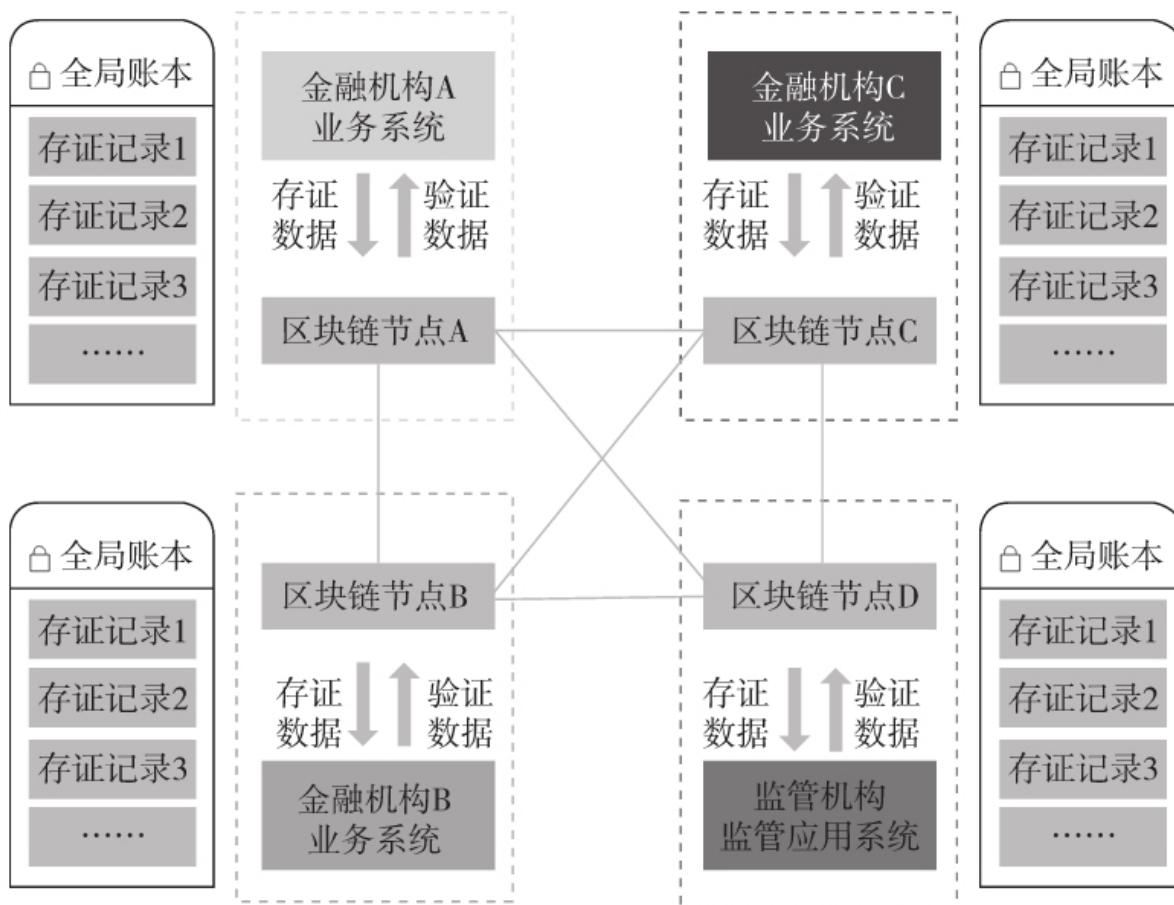 全局账本
存证记录1
存证记录2
存证记录3
……
金融机构A
业务系统
存证
数据
验证
数据
区块链节点A
金融机构C
业务系统
存证
数据
验证
数据
区块链节点C
全局账本
存证记录1
存证记录2
存证记录3
……
全局账本
存证记录1
存证记录2
存证记录3
……
区块链节点B
存证
数据
验证
数据
金融机构B
业务系统
区块链节点D
存证
数据
验证
数据
监管机构
监管应用系统
全局账本
存证记录1
存证记录2
存证记录3
……